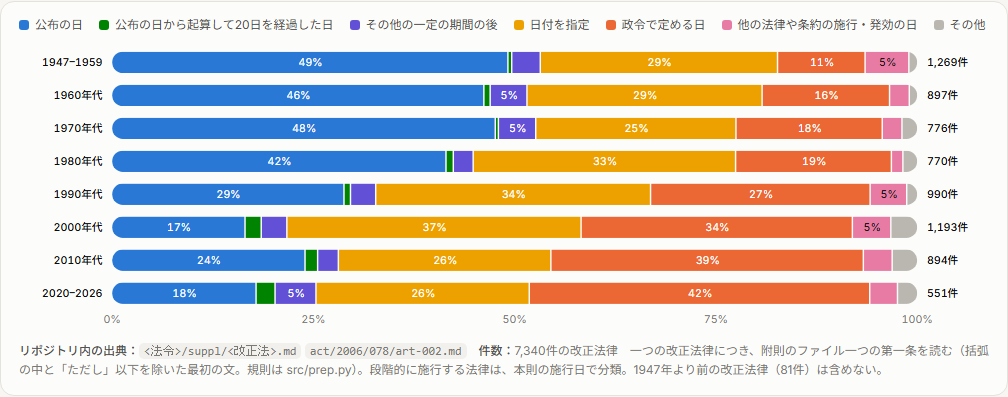 公布の日 公布の日から起算して20日を経過した日 その他の一定の期間の後 日付を指定 政令で定める日 他の法律や条約の施行・発効の日 その他
1947–1959 49% 29% 11% 5% 1,269件
1960年代 46% 5% 29% 16% 897件
1970年代 48% 5% 25% 18% 776件
1980年代 42% 33% 19% 770件
1990年代 29% 34% 27% 5% 990件
2000年代 17% 37% 34% 5% 1,193件
2010年代 24% 26% 39% 894件
2020–2026 18% 5% 26% 42% 551件
0% 25% 50% 75% 100%
リポジトリ内の出典：<法令>/suppl/<改正法>.md act/2006/078/art-002.md 件数：7,340件の改正法律 一つの改正法律につき、附則のファイル一つの第一条を読む（括弧
の中と「ただし」以下を除いた最初の文。規則は src/prep.py）。段階的に施行する法律は、本則の施行日で分類。1947年より前の改正法律（81件）は含めない。